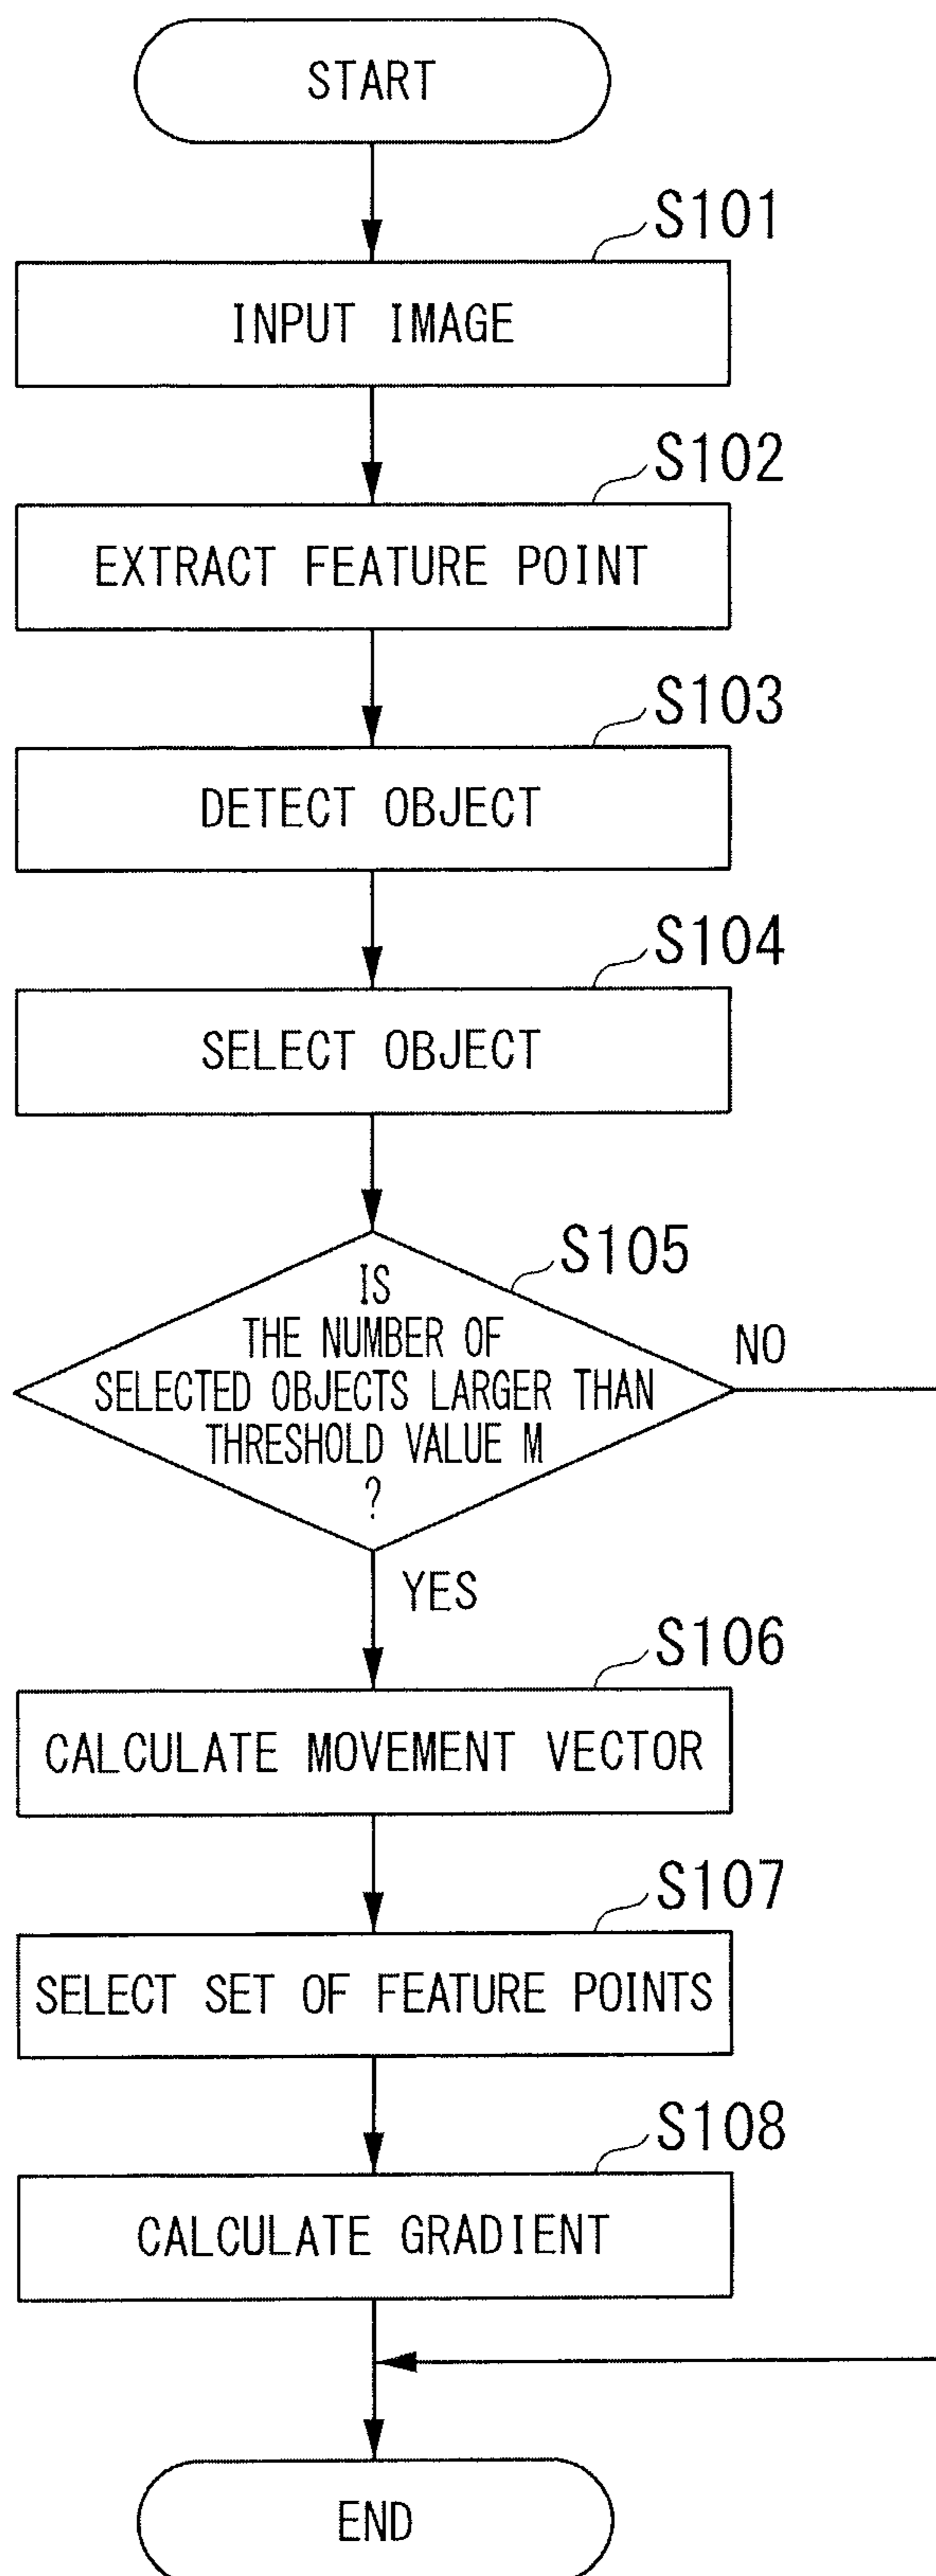 START
S101
INPUT IMAGE
S102
EXTRACT FEATURE POINT
S103
DETECT OBJECT
S104
SELECT OBJECT
S105
IS
THE NUMBER OF
SELECTED OBJECTS LARGER THAN
THRESHOLD VALUE M
?
NO
YES
S106
CALCULATE MOVEMENT VECTOR
S107
SELECT SET OF FEATURE POINTS
S108
CALCULATE GRADIENT
END